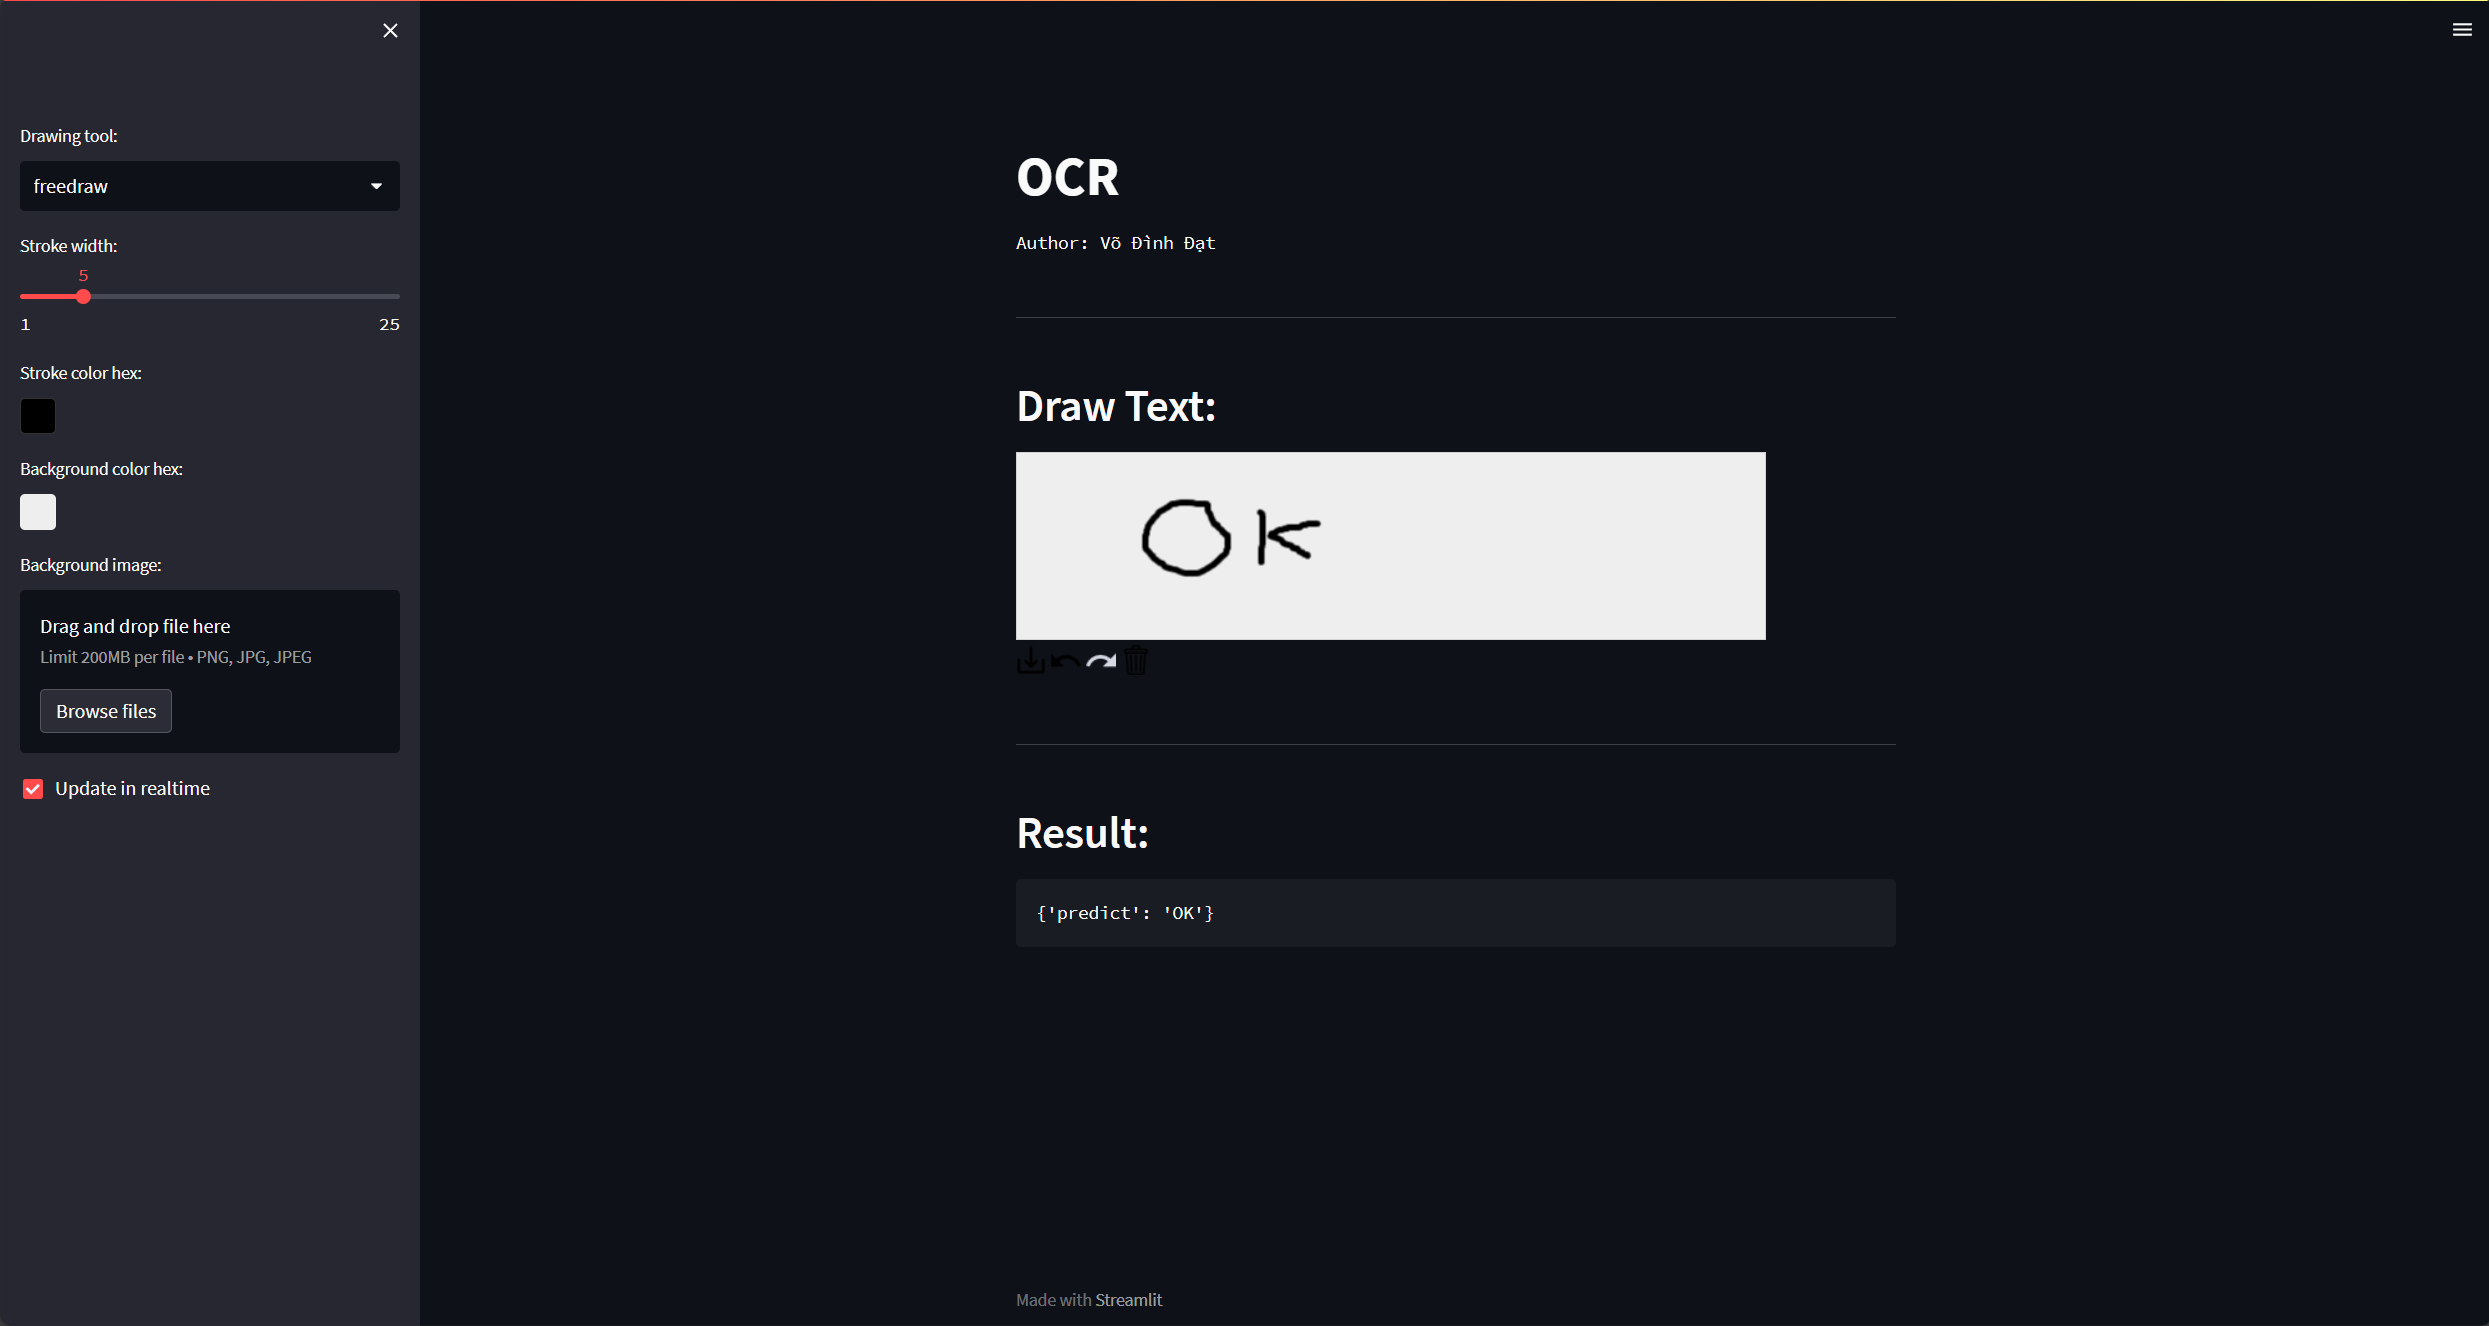 Drawing tool:
freedraw
Stroke width:
5
1 25
Stroke color hex:
Background color hex:
Background image:
Drag and drop file here
Limit 200MB per file • PNG, JPG, JPEG
Browse files
Update in realtime
OCR
Author: Võ Đình Đạt
Draw Text:
OK
Result:
{'predict': 'OK'}
Made with Streamlit